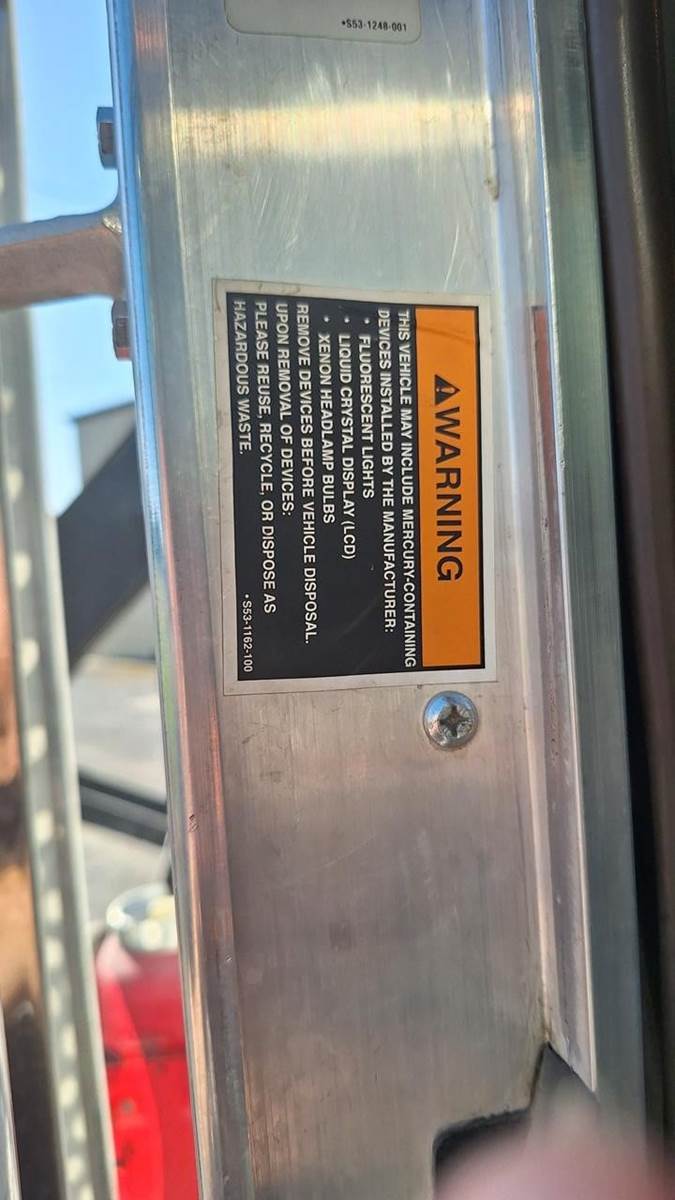 •S53-1248-001
⚠WARNING
THIS VEHICLE MAY INCLUDE MERCURY-CONTAINING
DEVICES INSTALLED BY THE MANUFACTURER:
• FLUORESCENT LIGHTS
• LIQUID CRYSTAL DISPLAY (LCD)
• XENON HEADLAMP BULBS
REMOVE DEVICES BEFORE VEHICLE DISPOSAL.
UPON REMOVAL OF DEVICES:
PLEASE REUSE, RECYCLE, OR DISPOSE AS
HAZARDOUS WASTE.
•S53-1162-100